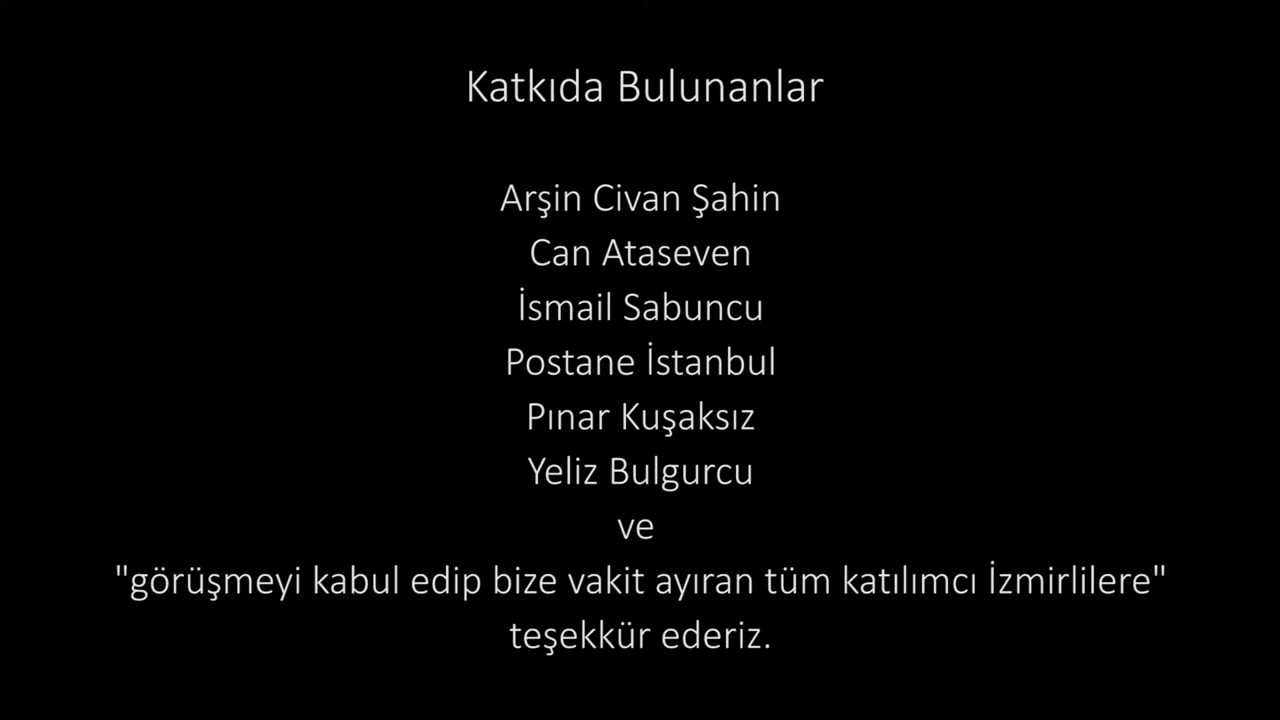 Katkıda Bulunanlar
Arşin Civan Şahin
Can Ataseven
İsmail Sabuncu
Postane İstanbul
Pınar Kuşaksız
Yeliz Bulgurcu
ve
"görüşmeyi kabul edip bize vakit ayıran tüm katılımcı İzmirlilere"
teşekkür ederiz.